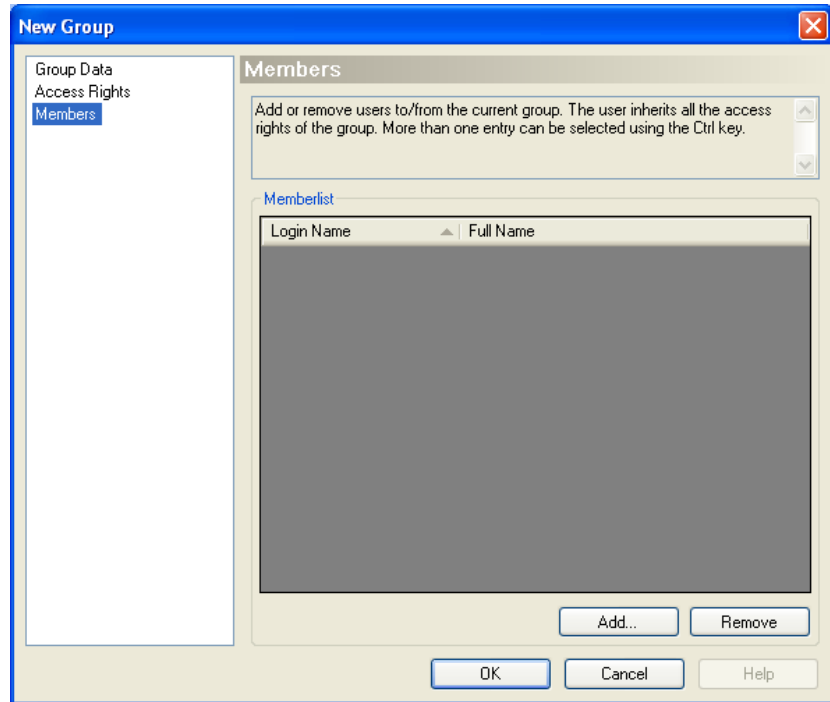 New Group
Group Data
Access Rights
Members
Members
Add or remove users to/from the current group. The user inherits all the access
rights of the group. More than one entry can be selected using the Ctrl key.
Memberlist
Login Name Full Name
Add... Remove
OK Cancel Help